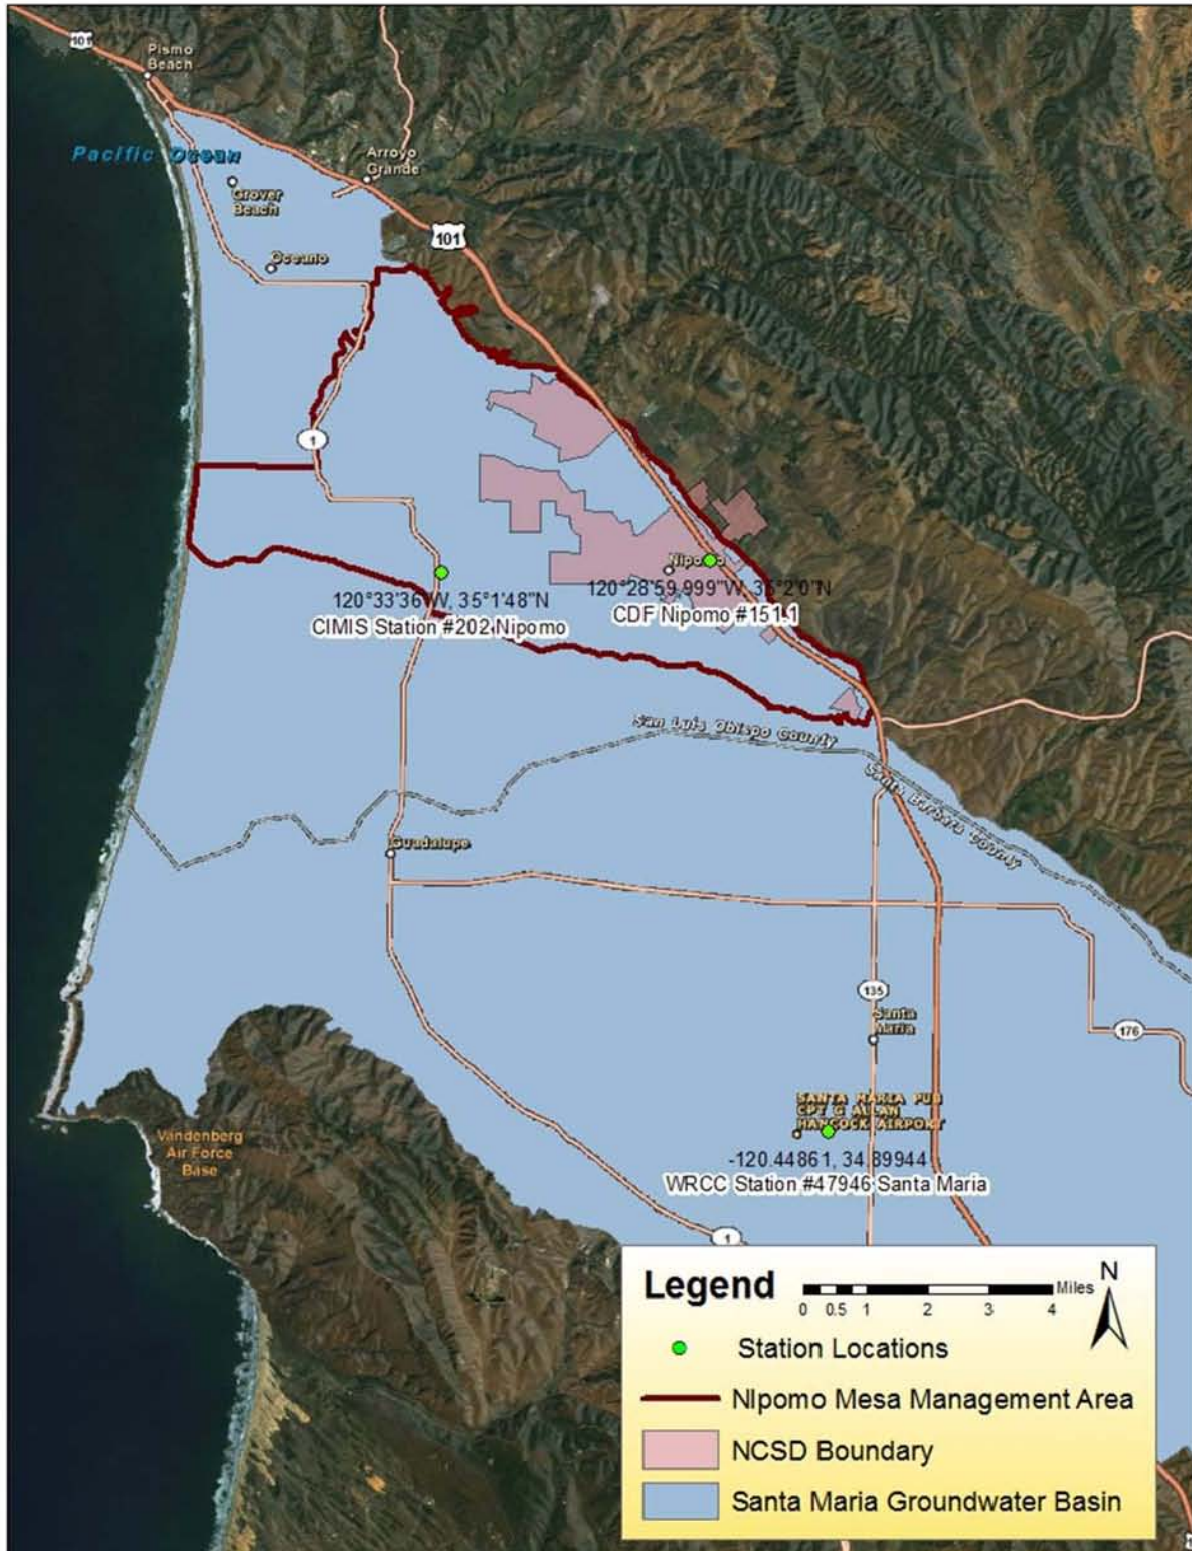 101
Pismo
Beach
Pacific Ocean
Arroyo
Grande
Grover
Beach
101
Oceano
1
Nipomo
120°33'36"W, 35°1'48"N
CIMIS Station #202 Nipomo
120°28'59.999"W, 35°2'0"N
CDF Nipomo #151.1
San Luis Obispo County
Santa Barbara County
Guadalupe
135
Santa
Maria
176
SANTA MARIA PUB
CPT G ALLAN
HANCOCK AIRPORT
Vandenberg
Air Force
Base
-120.44861, 34.89944
WRCC Station #47946 Santa Maria
1
Legend
Miles
N
0 0.5 1 2 3 4
Station Locations
NIpomo Mesa Management Area
NCSD Boundary
Santa Maria Groundwater Basin